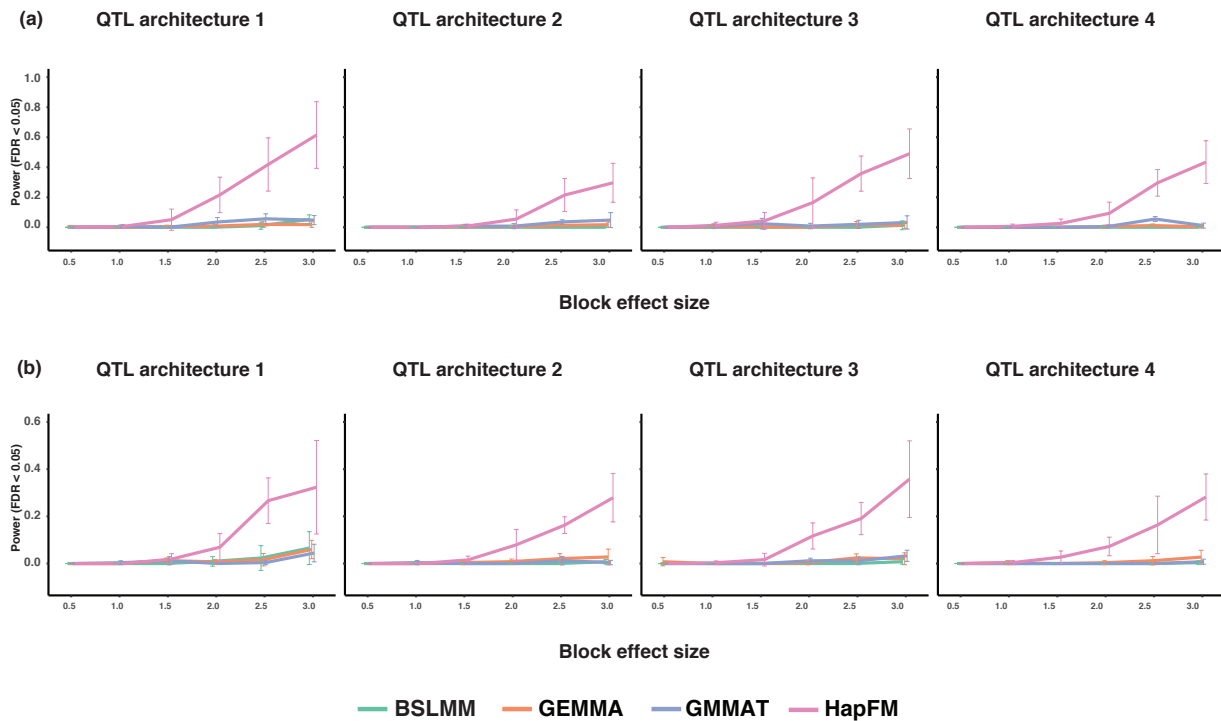 (a)
QTL architecture 1 QTL architecture 2 QTL architecture 3 QTL architecture 4
Power (FDR < 0.05)
1.0
0.8
0.6
0.4
0.2
0.0
0.5 1.0 1.5 2.0 2.5 3.0 0.5 1.0 1.5 2.0 2.5 3.0 0.5 1.0 1.5 2.0 2.5 3.0 0.5 1.0 1.5 2.0 2.5 3.0
Block effect size
(b)
QTL architecture 1 QTL architecture 2 QTL architecture 3 QTL architecture 4
Power (FDR < 0.05)
0.6
0.4
0.2
0.0
0.5 1.0 1.5 2.0 2.5 3.0 0.5 1.0 1.5 2.0 2.5 3.0 0.5 1.0 1.5 2.0 2.5 3.0 0.5 1.0 1.5 2.0 2.5 3.0
Block effect size
BSLMM GEMMA GMMAT HapFM